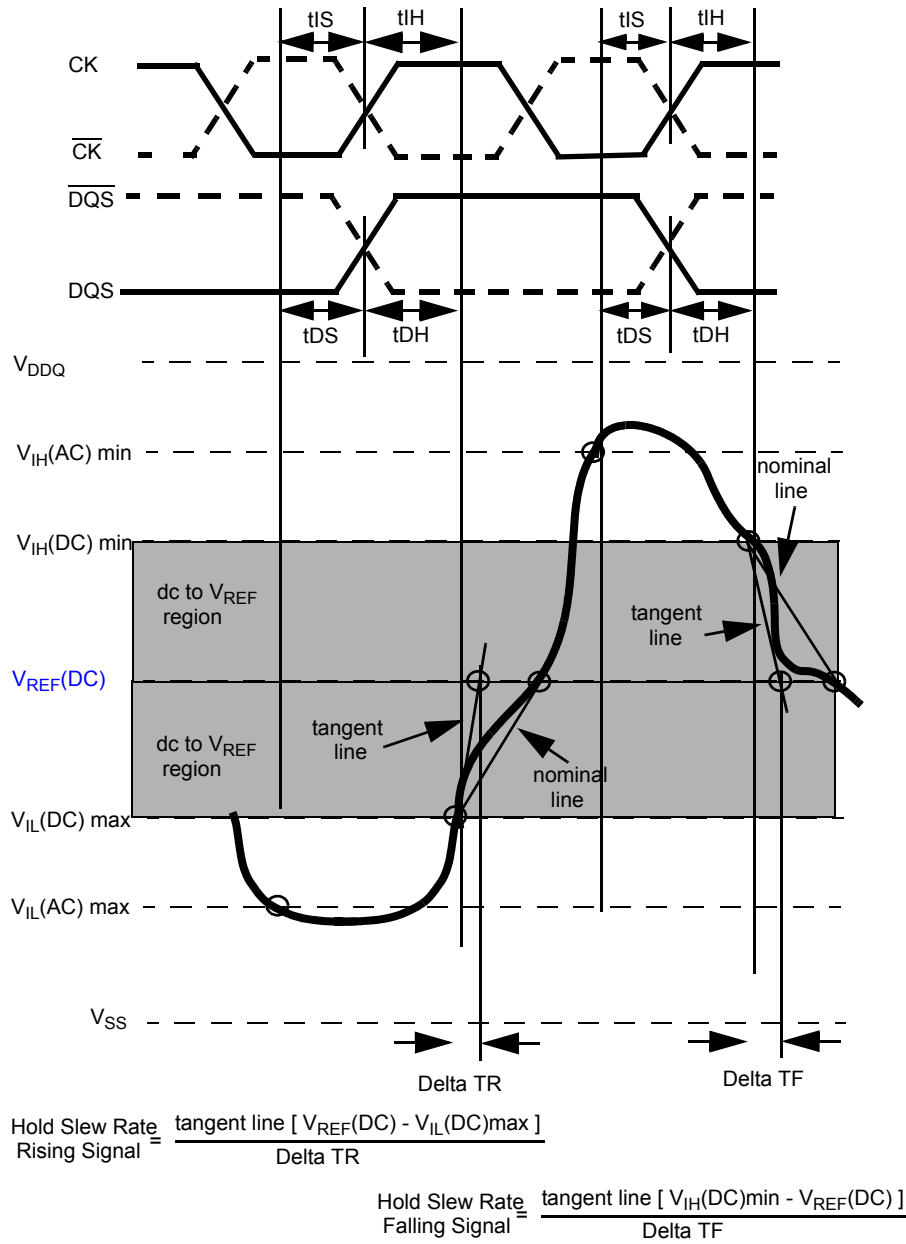 tIS tIH tIS tIH
CK
CK
DQS
DQS
tDS tDH tDS tDH
VDDQ
VIH(AC) min
nominal
line
VIH(DC) min
dc to VREF
region
tangent
line
VREF(DC)
tangent
line
dc to VREF
region
nominal
line
VIL(DC) max
VIL(AC) max
VSS
Delta TR
Delta TF
Hold Slew Rate
Rising Signal = tangent line [ VREF(DC) - VIL(DC)max ]
Delta TR
Hold Slew Rate
Falling Signal = tangent line [ VIH(DC)min - VREF(DC) ]
Delta TF